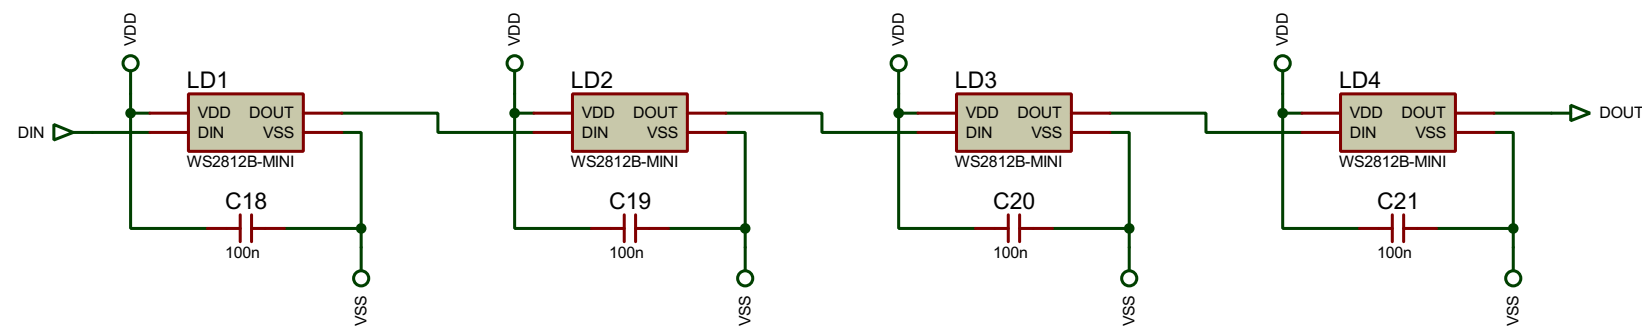 VDD VDD VDD VDD
LD1 LD2 LD3 LD4
VDD DOUT VDD DOUT VDD DOUT VDD DOUT DOUT
DIN DIN VSS DIN VSS DIN VSS DIN VSS
WS2812B-MINI WS2812B-MINI WS2812B-MINI WS2812B-MINI
C18 C19 C20 C21
100n 100n 100n 100n
VSS VSS VSS VSS